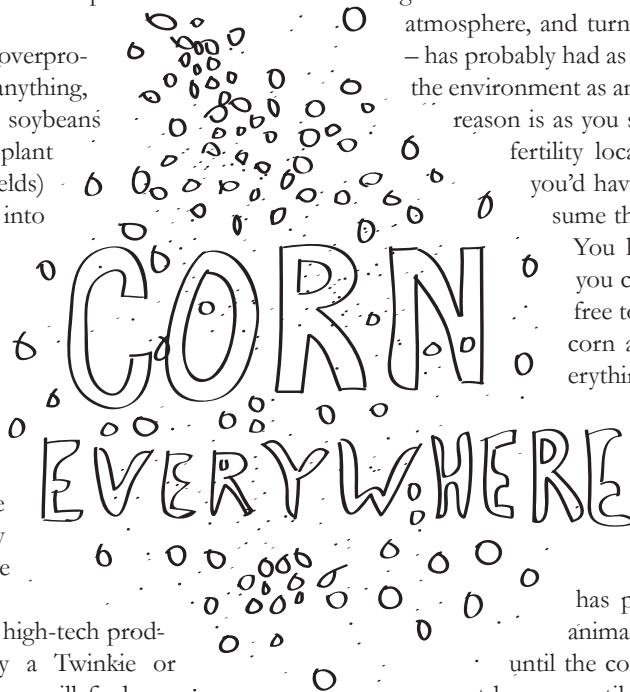 overpro-
anything,
soybeans
plant
elds)
into
atmosphere, and turn
– has probably had as
the environment as an
reason is as you s
fertility loca
you'd hav
sume th
You
you c
free to
corn a
erythin
CORN
EVERYWHERE
e
y
e
high-tech prod-
y a Twinkie or
has p
anima
until the co